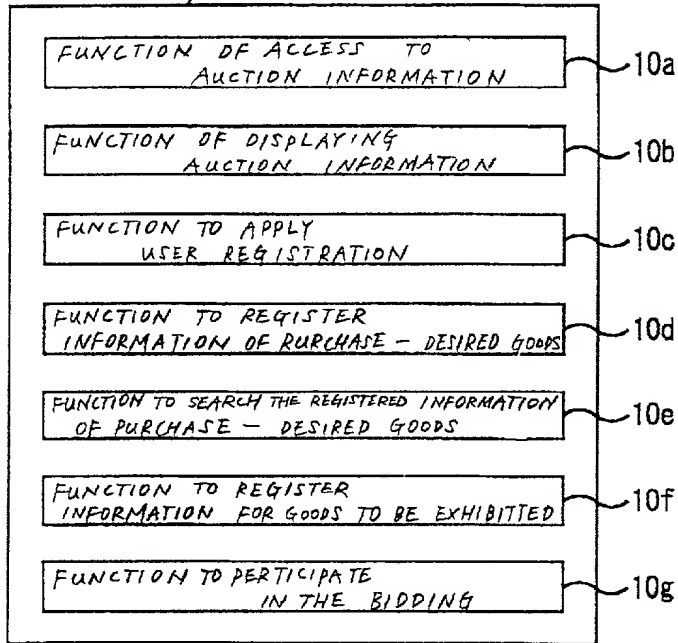 FUNCTION OF ACCESS TO
AUCTION INFORMATION
10a
FUNCTION OF DISPLAYING
AUCTION INFORMATION
10b
FUNCTION TO APPLY
USER REGISTRATION
10c
FUNCTION TO REGISTER
INFORMATION OF RURCHASE - DESIRED GOODS
10d
FUNCTION TO SEARCH THE REGISTERED INFORMATION
OF PURCHASE - DESIRED GOODS
10e
FUNCTION TO REGISTER
INFORMATION FOR GOODS TO BE EXHIBITTED
10f
FUNCTION TO PERTICIPATE
IN THE BIDDING
10g